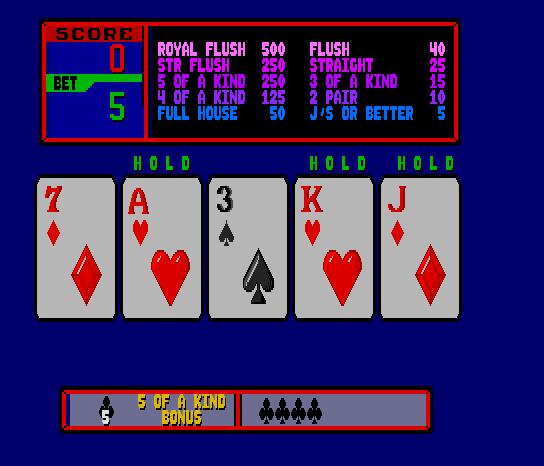 SCORE
0
BET
5
ROYAL FLUSH 500 FLUSH 40
STR FLUSH 250 STRAIGHT 25
5 OF A KIND 250 3 OF A KIND 15
4 OF A KIND 125 2 PAIR 10
FULL HOUSE 50 J'S OR BETTER 5
HOLD HOLD HOLD
7 A 3 K J
5 OF A KIND
5 BONUS